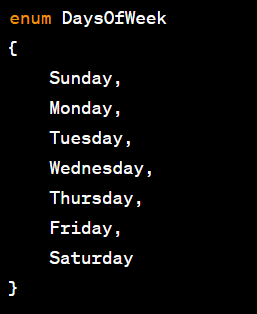 enum DaysOfWeek
{
    Sunday,
    Monday,
    Tuesday,
    Wednesday,
    Thursday,
    Friday,
    Saturday
}